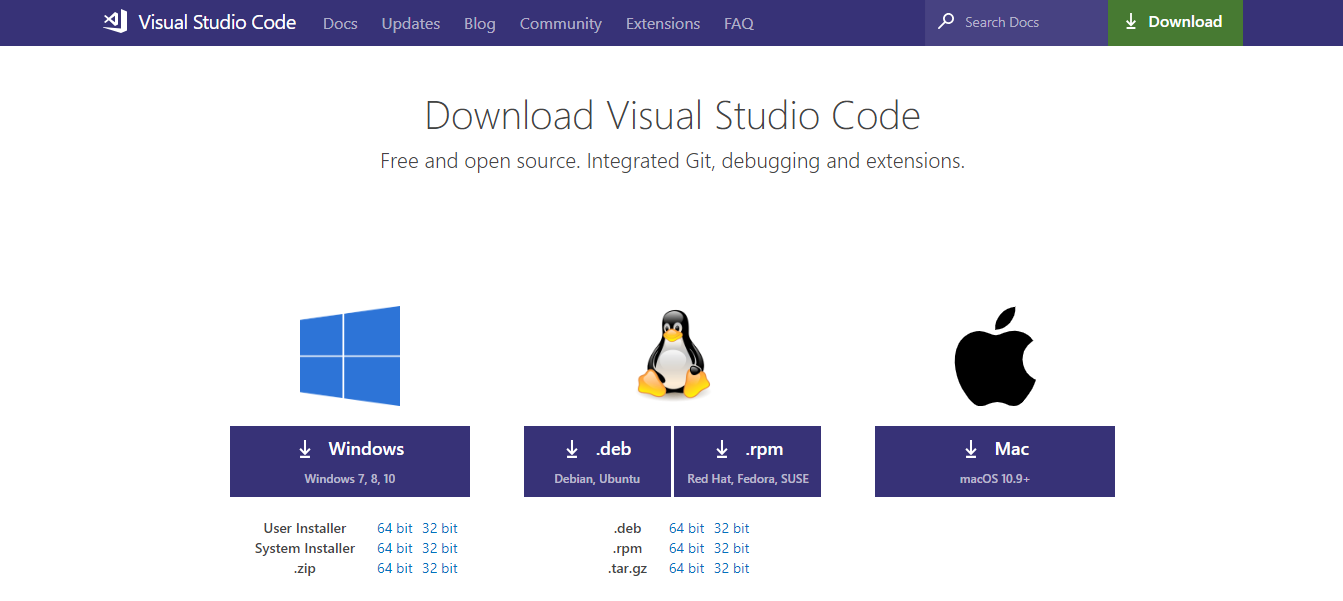 Visual Studio Code Docs Updates Blog Community Extensions FAQ Search Docs Download
Download Visual Studio Code
Free and open source. Integrated Git, debugging and extensions.
Windows
Windows 7, 8, 10
.deb
Debian, Ubuntu
.rpm
Red Hat, Fedora, SUSE
Mac
macOS 10.9+
User Installer 64 bit 32 bit
System Installer 64 bit 32 bit
.zip 64 bit 32 bit
.deb 64 bit 32 bit
.rpm 64 bit 32 bit
.tar.gz 64 bit 32 bit